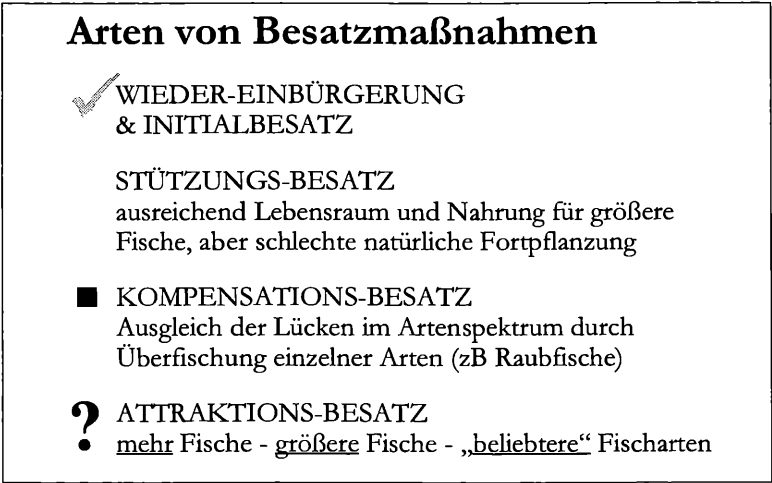 Arten von Besatzmaßnahmen
WIEDER-EINBÜRGERUNG
& INITIALBESATZ
STÜTZUNGS-BESATZ
ausreichend Lebensraum und Nahrung für größere
Fische, aber schlechte natürliche Fortpflanzung
■ KOMPENSATIONS-BESATZ
Ausgleich der Lücken im Artenspektrum durch
Überfischung einzelner Arten (zB Raubfische)
? ATTRAKTIONS-BESATZ
mehr Fische - größere Fische - „beliebtere“ Fischarten